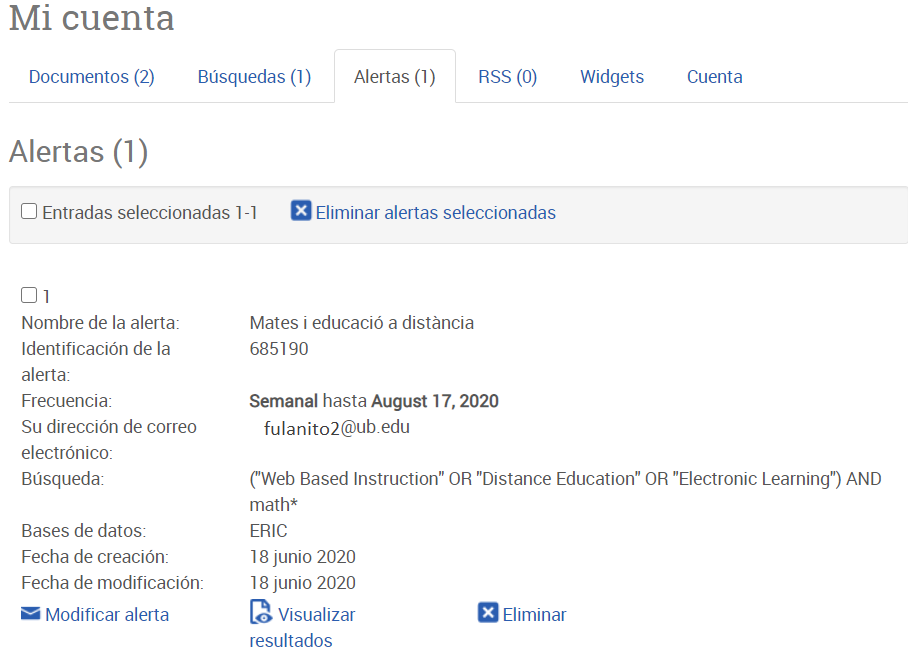 Mi cuenta
Documentos (2) Búsquedas (1) Alertas (1) RSS (0) Widgets Cuenta
Alertas (1)
Entradas seleccionadas 1-1 Eliminar alertas seleccionadas
1
Nombre de la alerta: Mates i educació a distància
Identificación de la 685190
alerta:
Frecuencia: Semanal hasta August 17, 2020
Su dirección de correo fulanito2@ub.edu
electrónico:
Búsqueda: ("Web Based Instruction" OR "Distance Education" OR "Electronic Learning") AND
math*
Bases de datos: ERIC
Fecha de creación: 18 junio 2020
Fecha de modificación: 18 junio 2020
Modificar alerta Visualizar Eliminar
resultados